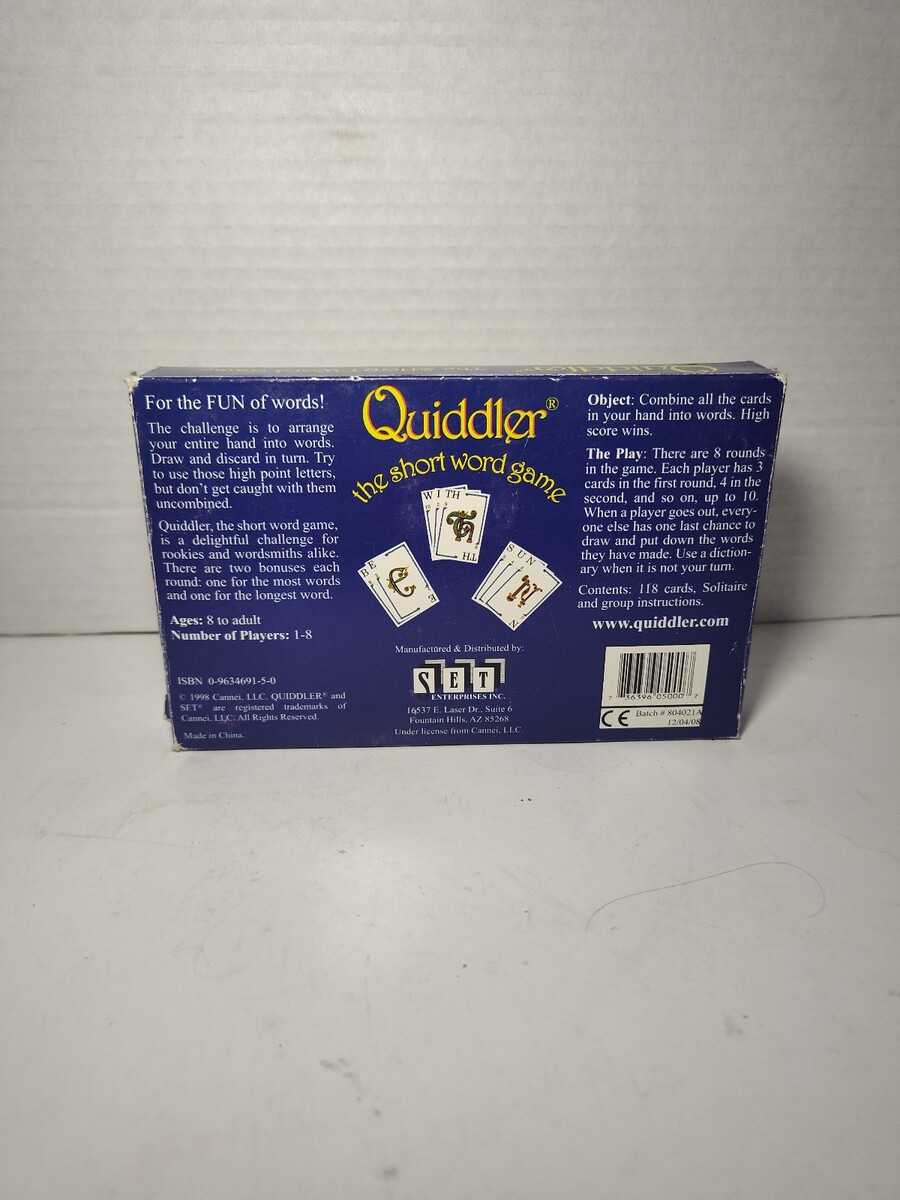 For the FUN of words!
The challenge is to arrange
your entire hand into words.
Draw and discard in turn. Try
to use those high point letters,
but don't get caught with them
uncombined.
Quiddler, the short word game,
is a delightful challenge for
rookies and wordsmiths alike.
There are two bonuses each
round: one for the most words
and one for the longest word.
Ages: 8 to adult
Number of Players: 1-8
ISBN 0-9634691-5-0
© 1998 Cannei, LLC. QUIDDLER® and
SET® are registered trademarks of
Cannei, LLC. All Rights Reserved.
Made in China.
Quiddler®
the short word game
WITH
TH
BE
E
SUN
N
Manufactured & Distributed by:
SET
ENTERPRISES INC.
16537 E. Laser Dr., Suite 6
Fountain Hills, AZ 85268
Under license from Cannei, LLC.
Object: Combine all the cards
in your hand into words. High
score wins.
The Play: There are 8 rounds
in the game. Each player has 3
cards in the first round, 4 in the
second, and so on, up to 10.
When a player goes out, every-
one else has one last chance to
draw and put down the words
they have made. Use a diction-
ary when it is not your turn.
Contents: 118 cards, Solitaire
and group instructions.
www.quiddler.com
7 36396 05000 7
CE Batch # 804021A
12/04/08